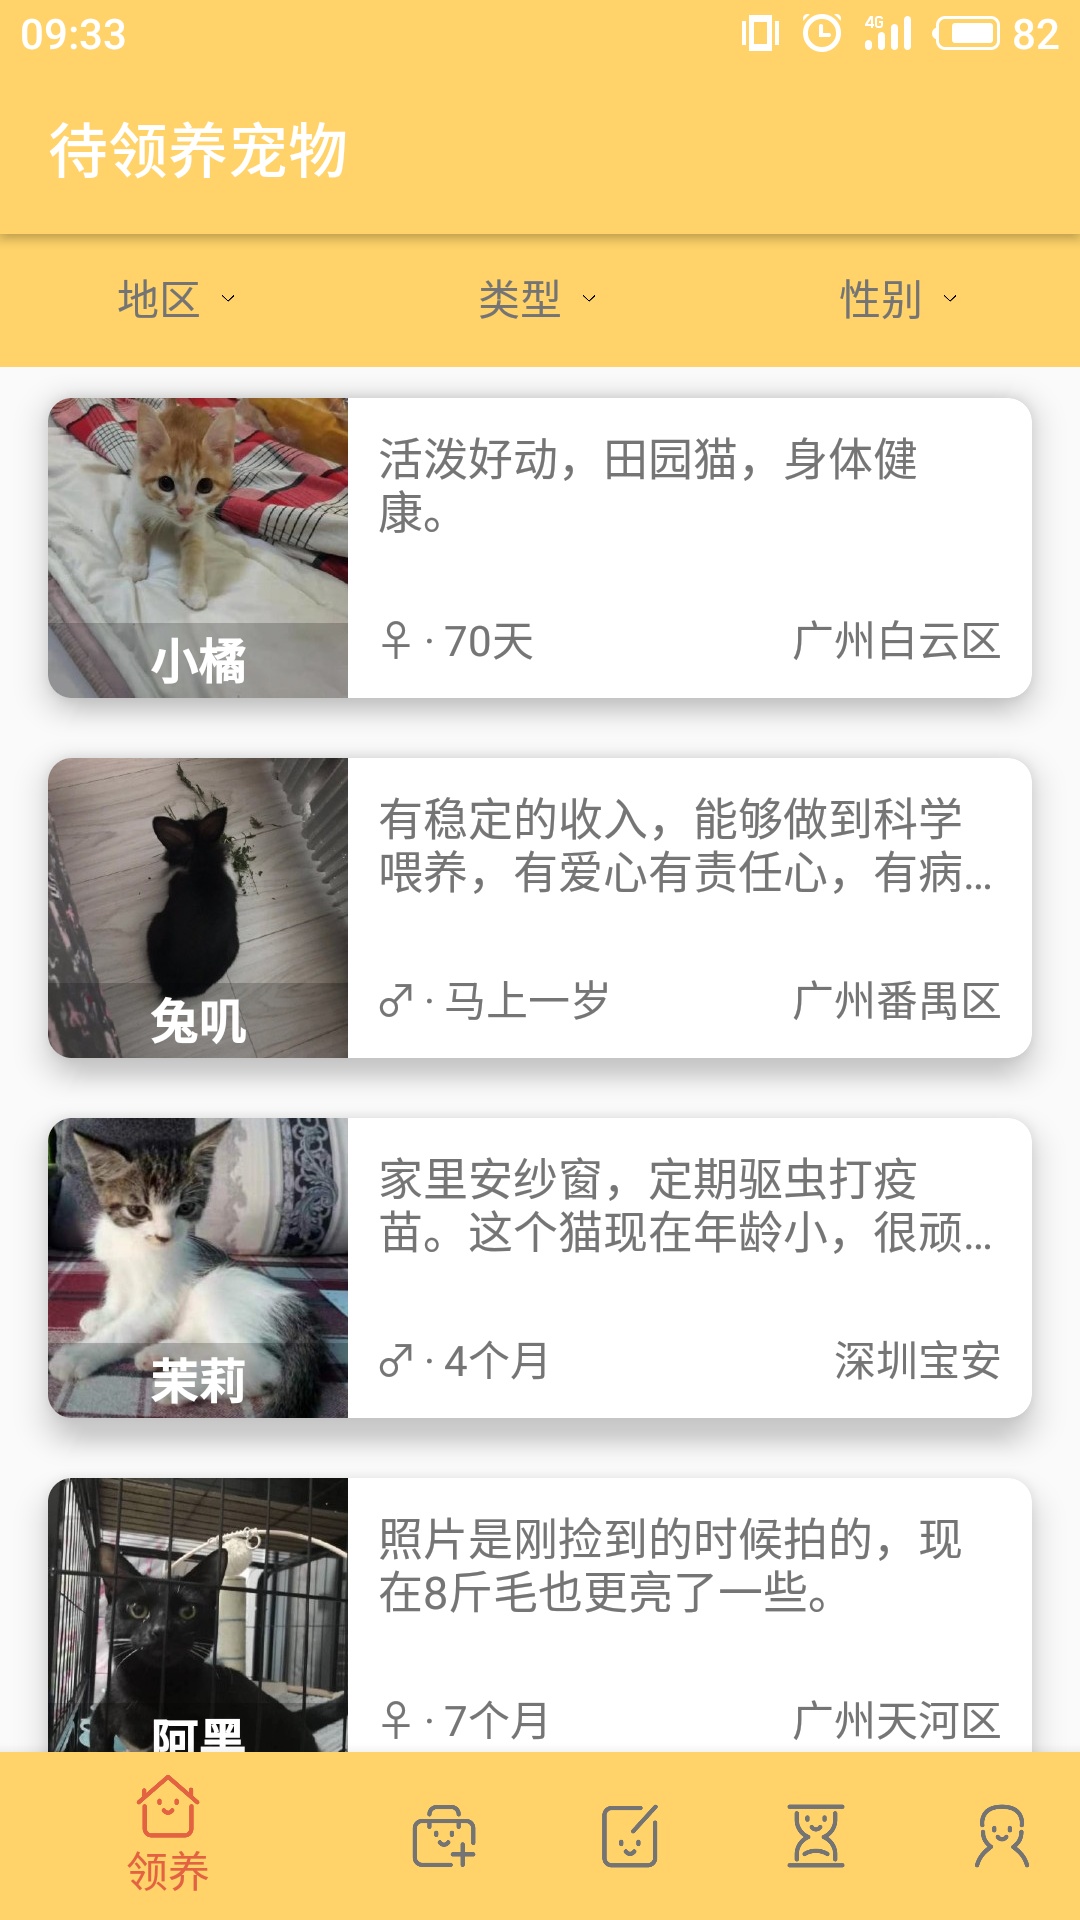 09:33
4G
82
待领养宠物
地区
类型
性别
活泼好动，田园猫，身体健
康。
小橘
♀ · 70天
广州白云区
有稳定的收入，能够做到科学
喂养，有爱心有责任心，有病…
兔叽
♂ · 马上一岁
广州番禺区
家里安纱窗，定期驱虫打疫
苗。这个猫现在年龄小，很顽…
茉莉
♂ · 4个月
深圳宝安
照片是刚捡到的时候拍的，现
在8斤毛也更亮了一些。
阿黑
♀ · 7个月
广州天河区
领养